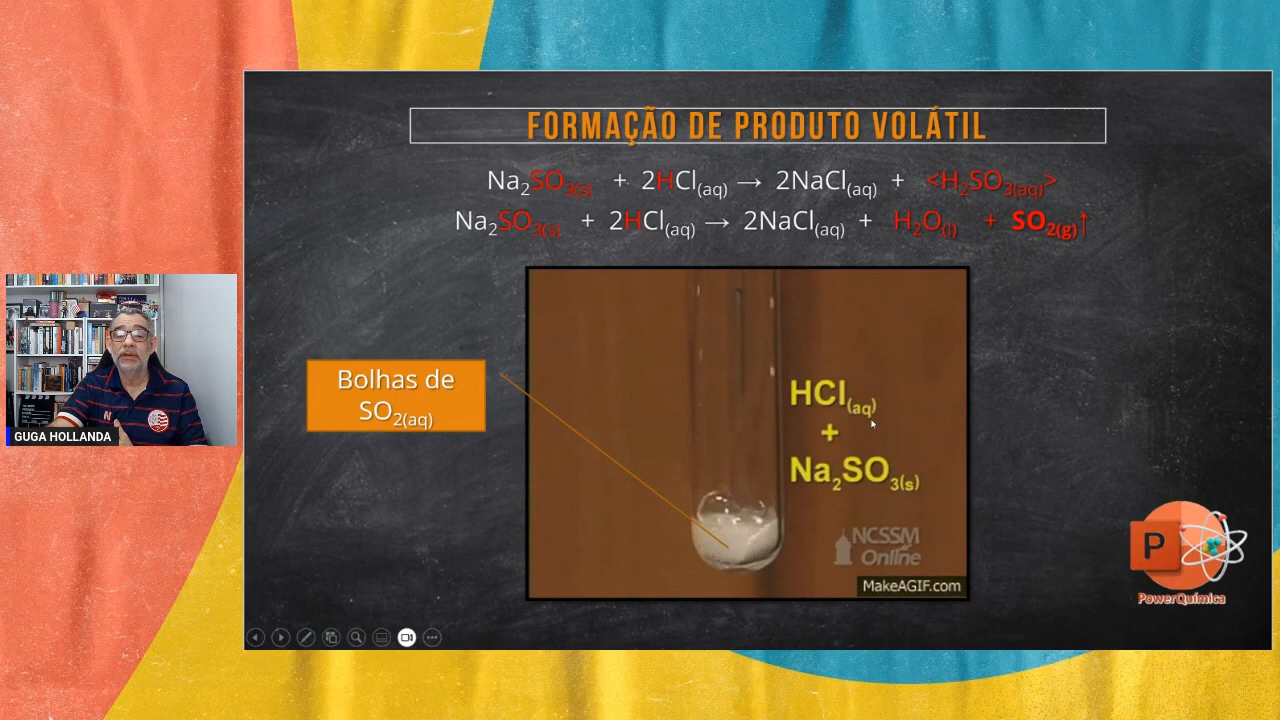 FORMAÇÃO DE PRODUTO VOLÁTIL
Na₂SO₃₍ₛ₎ + 2HCl₍aq₎ → 2NaCl₍aq₎ + <H₂SO₃₍aq₎>
Na₂SO₃₍ₛ₎ + 2HCl₍aq₎ → 2NaCl₍aq₎ + H₂O₍ₗ₎ + SO₂₍g₎↑
Bolhas de
SO₂₍aq₎
HCl₍aq₎
+
Na₂SO₃₍ₛ₎
NCSSM
Online
MakeAGIF.com
GUGA HOLLANDA
P
PowerQuímica